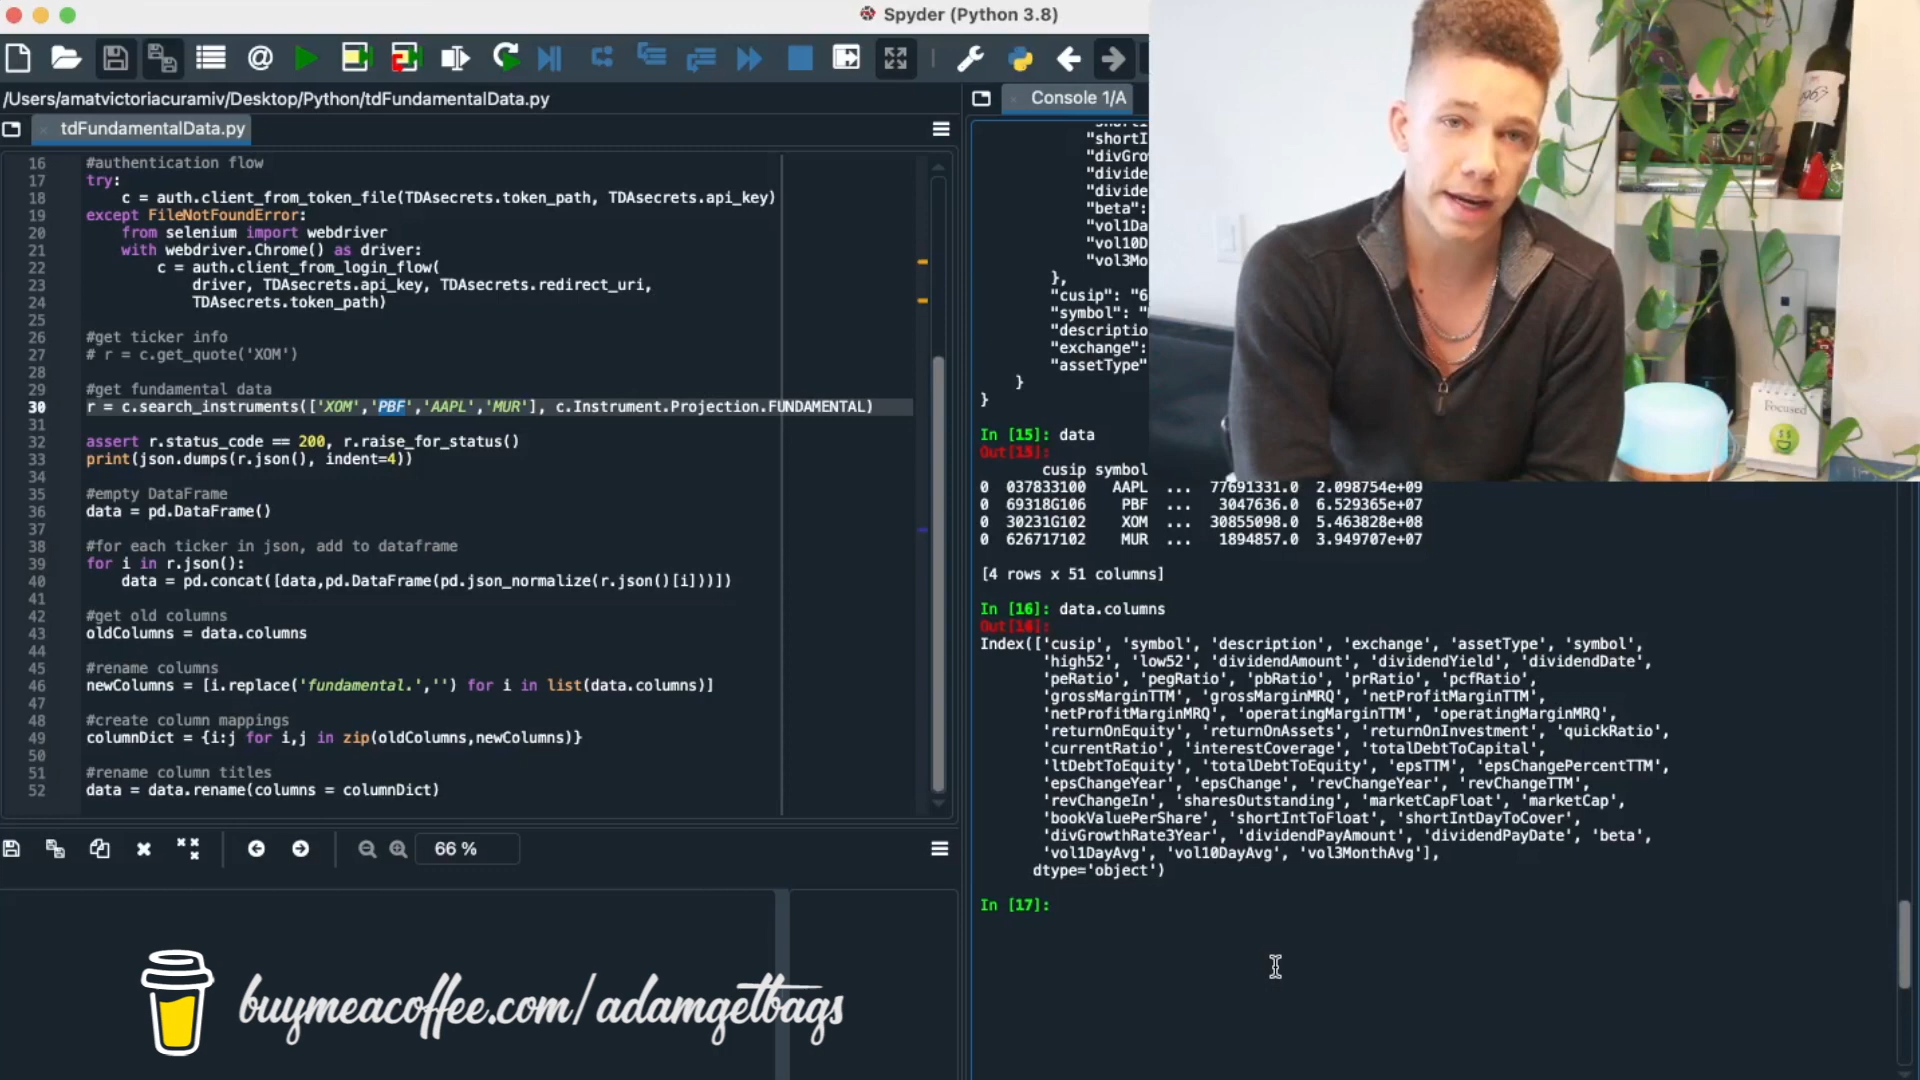 Spyder (Python 3.8)
/Users/amatvictoriacuramiv/Desktop/Python/tdFundamentalData.py
tdFundamentalData.py
16 #authentication flow
17 try:
18 c = auth.client_from_token_file(TDAsecrets.token_path, TDAsecrets.api_key)
19 except FileNotFoundError:
20 from selenium import webdriver
21 with webdriver.Chrome() as driver:
22 c = auth.client_from_login_flow(
23 driver, TDAsecrets.api_key, TDAsecrets.redirect_uri,
24 TDAsecrets.token_path)
25
26 #get ticker info
27 # r = c.get_quote('XOM')
28
29 #get fundamental data
30 r = c.search_instruments(['XOM','PBF','AAPL','MUR'], c.Instrument.Projection.FUNDAMENTAL)
31
32 assert r.status_code == 200, r.raise_for_status()
33 print(json.dumps(r.json(), indent=4))
34
35 #empty DataFrame
36 data = pd.DataFrame()
37
38 #for each ticker in json, add to dataframe
39 for i in r.json():
40 data = pd.concat([data,pd.DataFrame(pd.json_normalize(r.json()[i]))])
41
42 #get old columns
43 oldColumns = data.columns
44
45 #rename columns
46 newColumns = [i.replace('fundamental.','') for i in list(data.columns)]
47
48 #create column mappings
49 columnDict = {i:j for i,j in zip(oldColumns,newColumns)}
50
51 #rename column titles
52 data = data.rename(columns = columnDict)
66 %
buymeacoffee.com/adamgetbags
Console 1/A
"shortI
"divGro
"divide
"divide
"beta":
"vol1Da
"vol10D
"vol3Mo
},
"cusip": "6
"symbol": "
"descriptio
"exchange":
"assetType"
}
}
In [15]: data
Out[15]:
cusip symbol
0 037833100 AAPL ... 77691331.0 2.098754e+09
0 69318G106 PBF ... 3047636.0 6.529365e+07
0 30231G102 XOM ... 30855098.0 5.463828e+08
0 626717102 MUR ... 1894857.0 3.949707e+07
[4 rows x 51 columns]
In [16]: data.columns
Out[16]:
Index(['cusip', 'symbol', 'description', 'exchange', 'assetType', 'symbol',
'high52', 'low52', 'dividendAmount', 'dividendYield', 'dividendDate',
'peRatio', 'pegRatio', 'pbRatio', 'prRatio', 'pcfRatio',
'grossMarginTTM', 'grossMarginMRQ', 'netProfitMarginTTM',
'netProfitMarginMRQ', 'operatingMarginTTM', 'operatingMarginMRQ',
'returnOnEquity', 'returnOnAssets', 'returnOnInvestment', 'quickRatio',
'currentRatio', 'interestCoverage', 'totalDebtToCapital',
'ltDebtToEquity', 'totalDebtToEquity', 'epsTTM', 'epsChangePercentTTM',
'epsChangeYear', 'epsChange', 'revChangeYear', 'revChangeTTM',
'revChangeIn', 'sharesOutstanding', 'marketCapFloat', 'marketCap',
'bookValuePerShare', 'shortIntToFloat', 'shortIntDayToCover',
'divGrowthRate3Year', 'dividendPayAmount', 'dividendPayDate', 'beta',
'vol1DayAvg', 'vol10DayAvg', 'vol3MonthAvg'],
dtype='object')
In [17]:
Focused